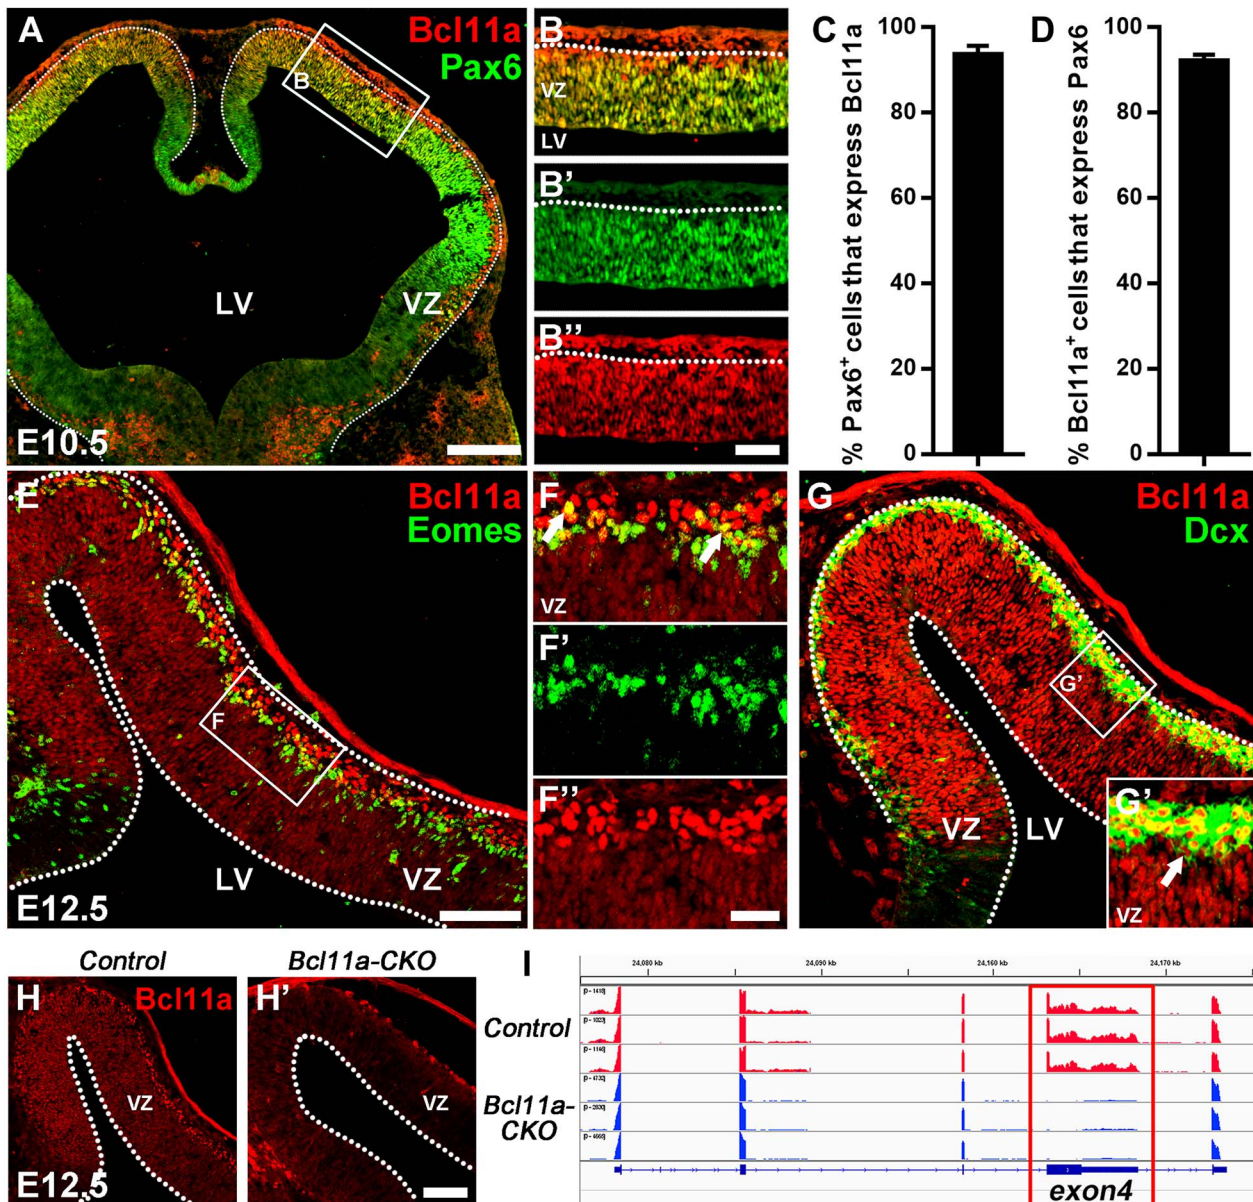 A
Bcl11a
Pax6
B
LV
VZ
E10.5
B
VZ
LV
B’
B’’
C
% Pax6+ cells that express Bcl11a
100
80
60
40
20
0
D
% Bcl11a+ cells that express Pax6
100
80
60
40
20
0
E
Bcl11a
Eomes
F
LV
VZ
E12.5
F
VZ
F’
F’’
G
Bcl11a
Dcx
G’
VZ
LV
G’
VZ
Control
H
Bcl11a
VZ
E12.5
Bcl11a-CKO
H’
VZ
I
24,080 kb
24,090 kb
24,160 kb
24,170 kb
Control
Bcl11a-
CKO
exon4